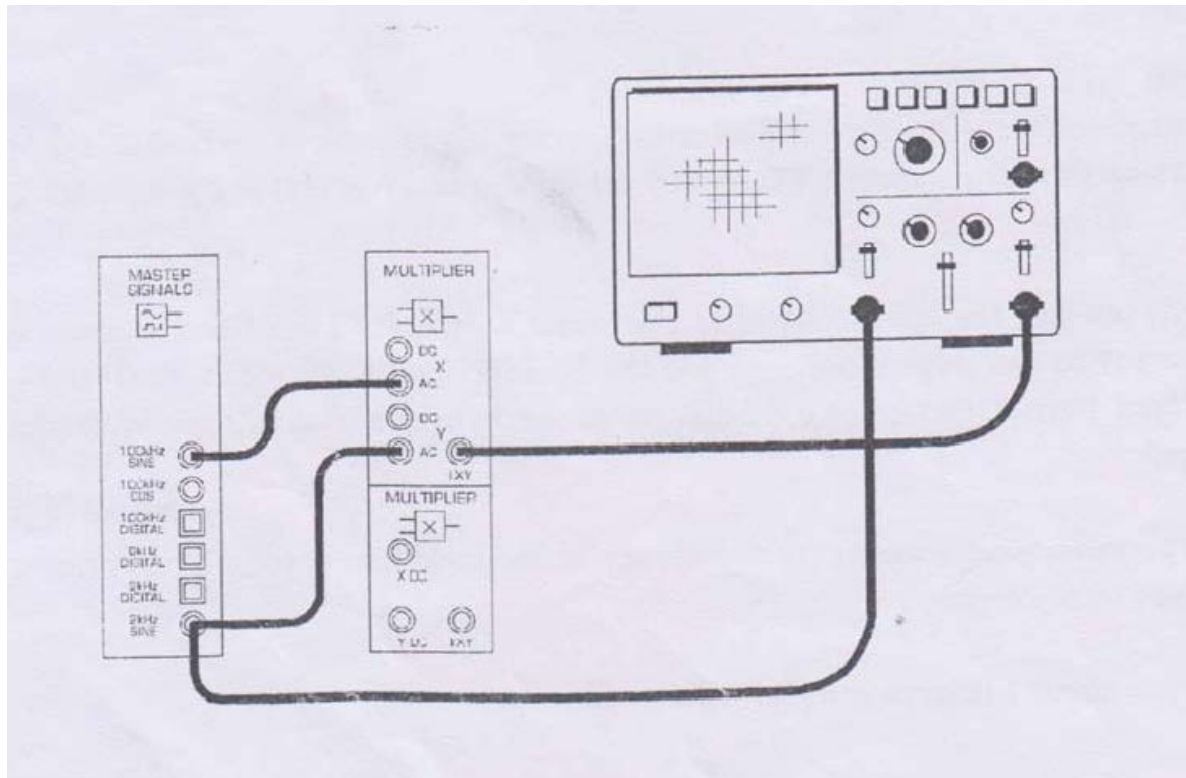 MASTER
SIGNALS
100kHz
SINE
100kHz
COS
100kHz
DIGITAL
8kHz
DIGITAL
2kHz
DIGITAL
2kHz
SINE
MULTIPLIER
X
DC
X
AC
DC
Y
AC
kXY
MULTIPLIER
X
X DC
Y DC
kXY